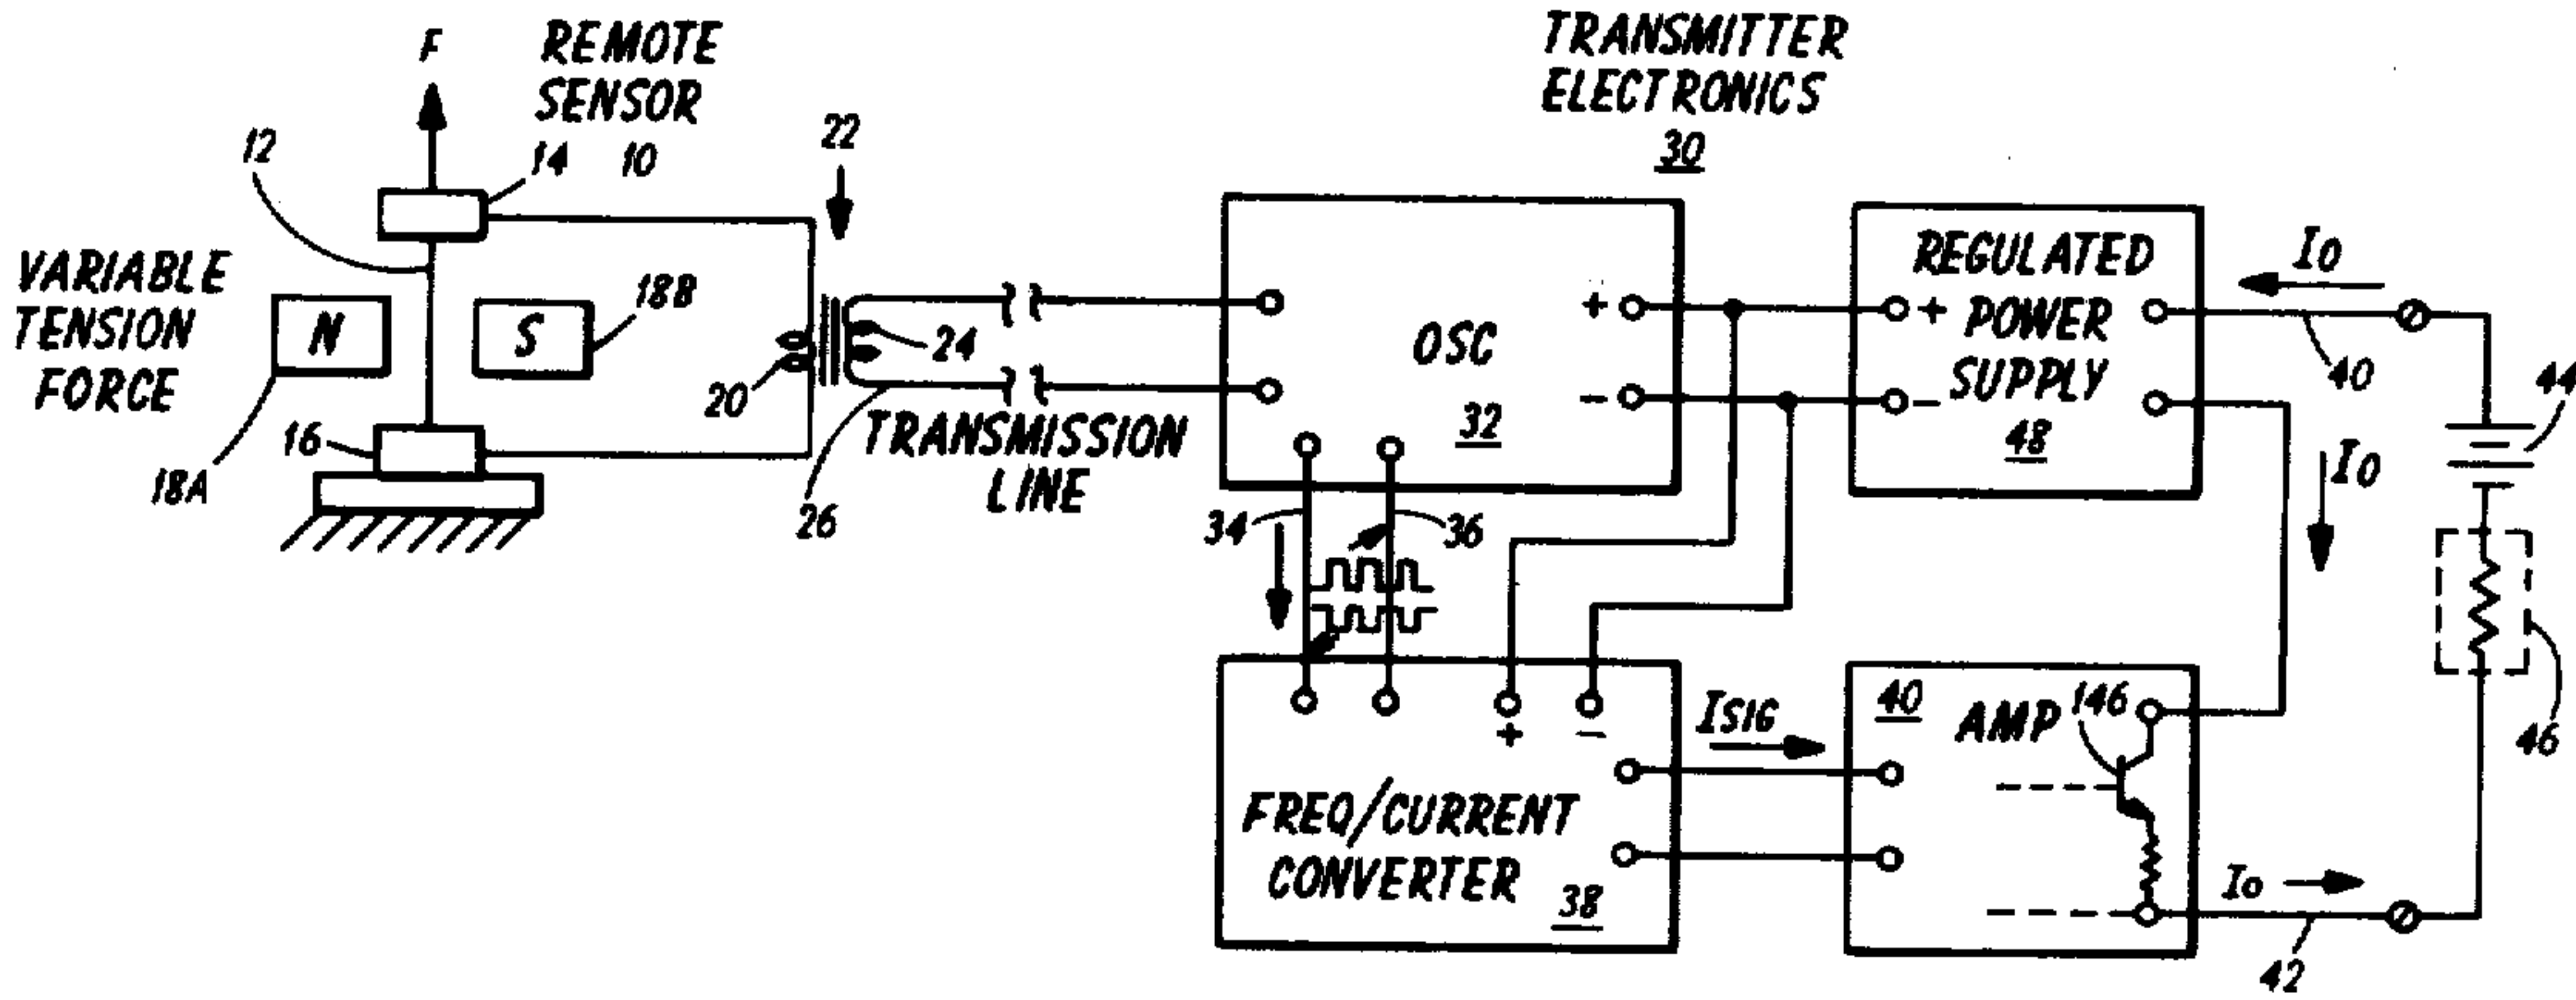 F
REMOTE
SENSOR
10
12
14
22
VARIABLE
TENSION
FORCE
N
S
18B
18A
16
20
24
26
TRANSMISSION
LINE
TRANSMITTER
ELECTRONICS
30
OSC
32
+
-
34
36
REGULATED
POWER
SUPPLY
48
+
-
Io
40
44
Io
46
FREQ/CURRENT
CONVERTER
38
+
-
ISIG
40
AMP
146
Io
42